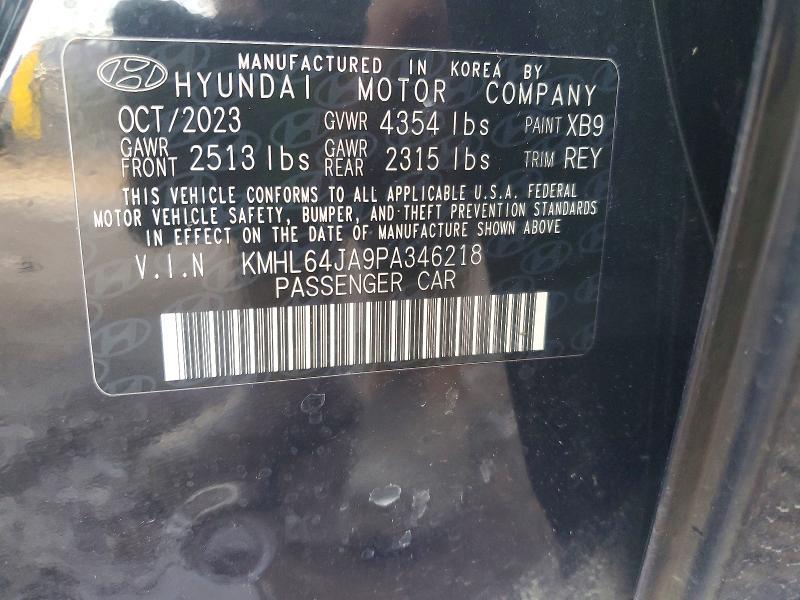 MANUFACTURED IN KOREA BY
HYUNDAI MOTOR COMPANY
OCT/2023 GVWR 4354 lbs PAINT XB9
GAWR FRONT 2513 lbs GAWR REAR 2315 lbs TRIM REY
THIS VEHICLE CONFORMS TO ALL APPLICABLE U.S.A. FEDERAL
MOTOR VEHICLE SAFETY, BUMPER, AND THEFT PREVENTION STANDARDS
IN EFFECT ON THE DATE OF MANUFACTURE SHOWN ABOVE
V.I.N KMHL64JA9PA346218
PASSENGER CAR